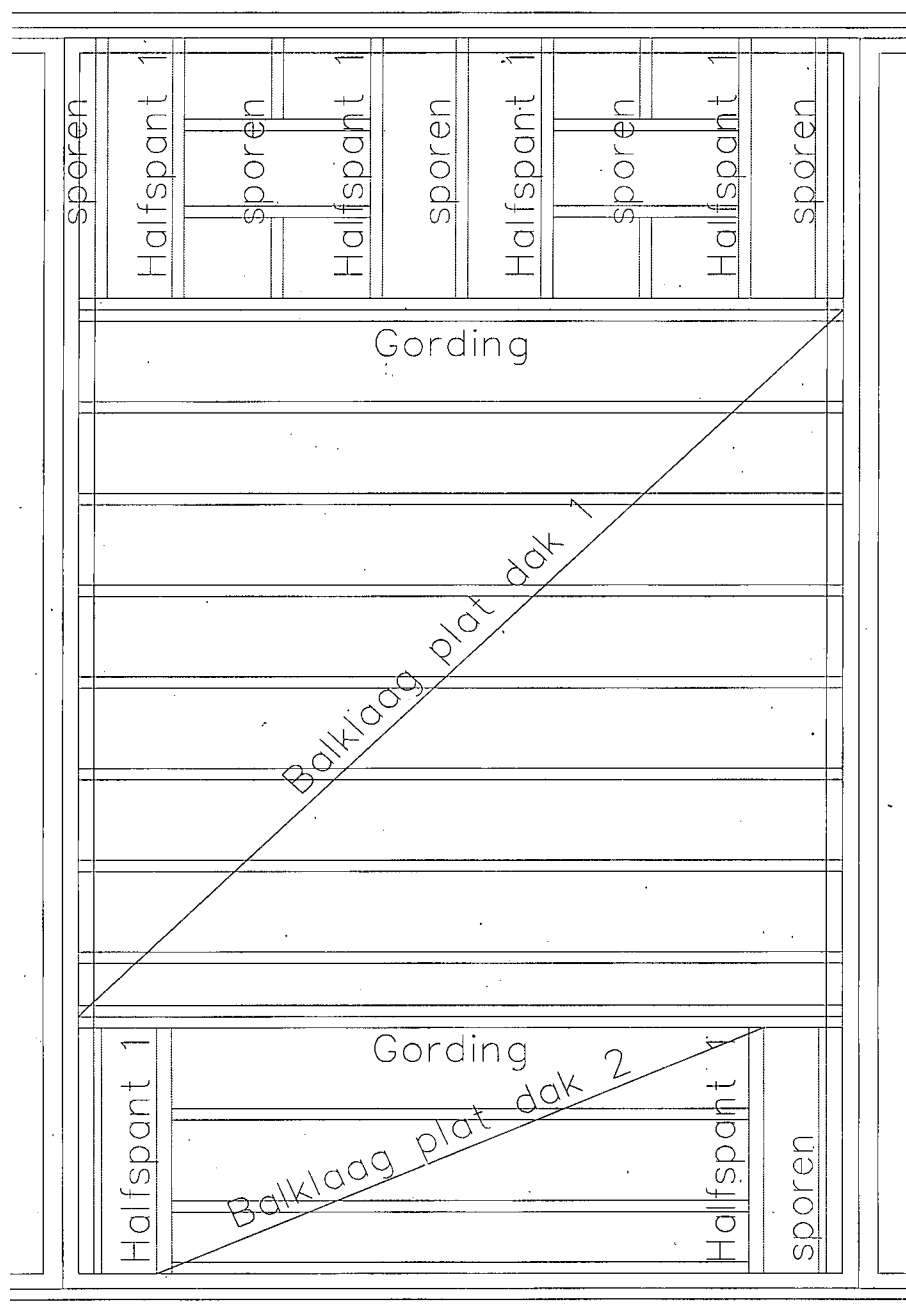 sporen
Halfspant 1
sporen
Halfspant 1
sporen
Halfspant 1
sporen
Halfspant 1
sporen
Gording
Balklaag plat dak 1
Gording
Halfspant 1
Balklaag plat dak 2
Halfspant 1
sporen